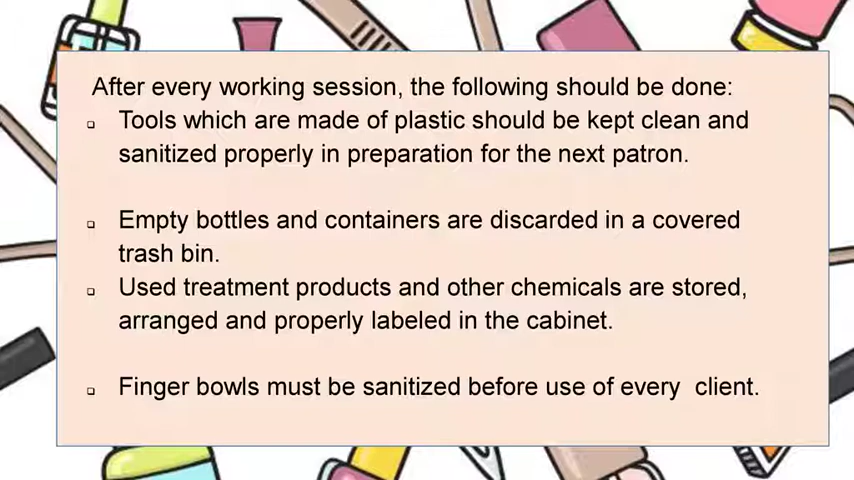 After every working session, the following should be done:
Tools which are made of plastic should be kept clean and
sanitized properly in preparation for the next patron.
Empty bottles and containers are discarded in a covered
trash bin.
Used treatment products and other chemicals are stored,
arranged and properly labeled in the cabinet.
Finger bowls must be sanitized before use of every  client.